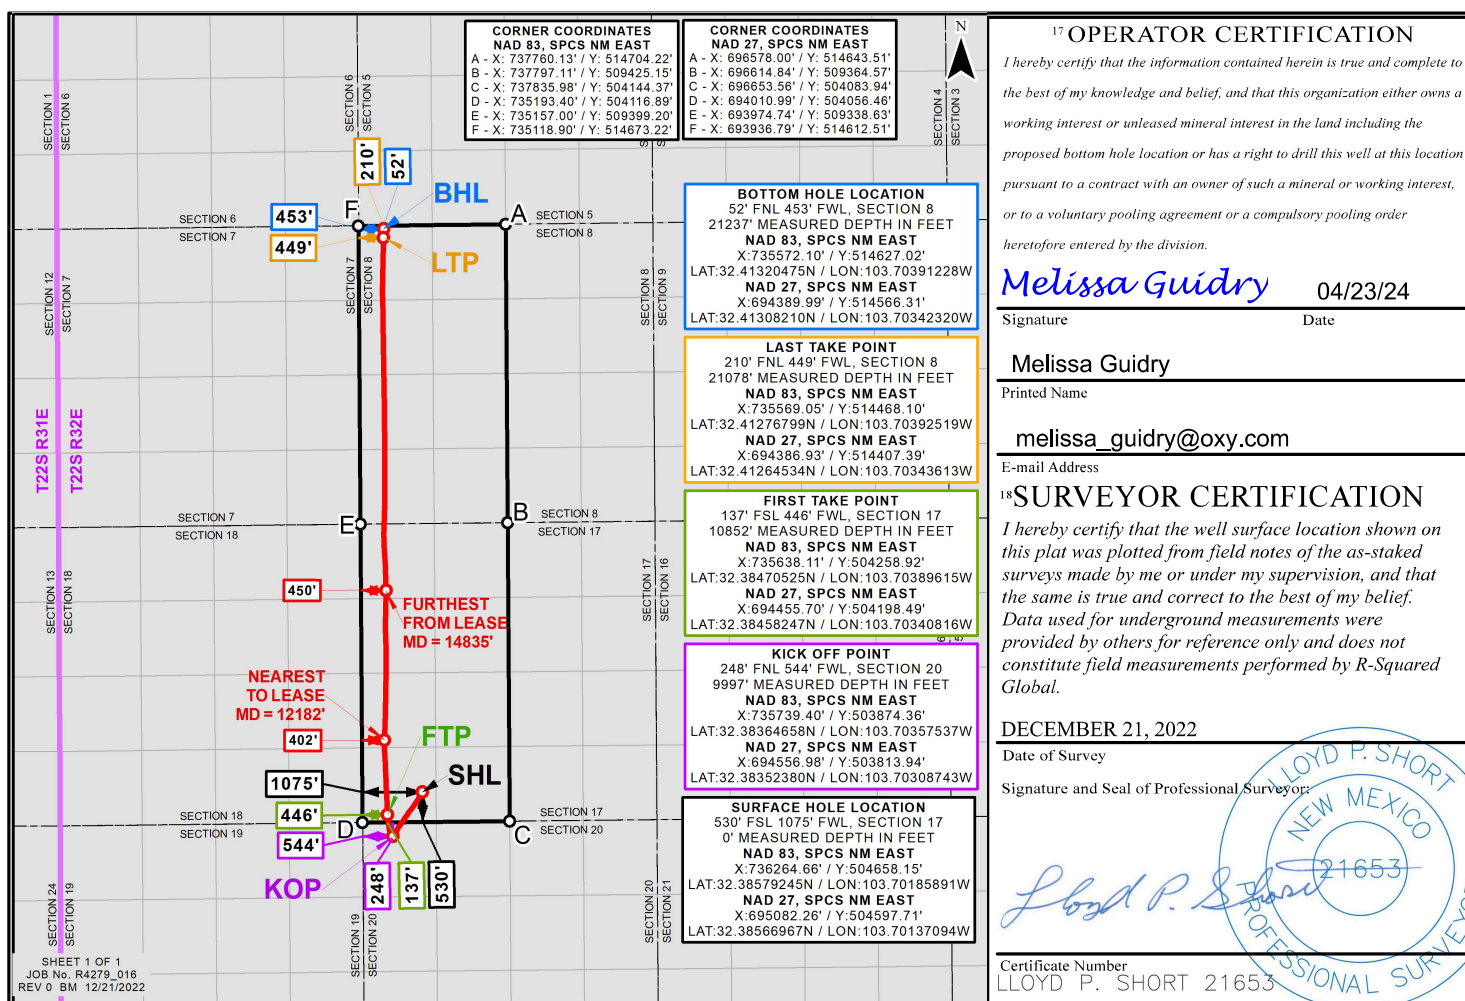 CORNER COORDINATES
NAD 83, SPCS NM EAST
A - X: 737760.13' / Y: 514704.22'
B - X: 737797.11' / Y: 509425.15'
C - X: 737835.98' / Y: 504144.37'
D - X: 735193.40' / Y: 504116.89'
E - X: 735157.00' / Y: 509399.20'
F - X: 735118.90' / Y: 514673.22'
CORNER COORDINATES
NAD 27, SPCS NM EAST
A - X: 696578.00' / Y: 514643.51'
B - X: 696614.84' / Y: 509364.57'
C - X: 696653.56' / Y: 504083.94'
D - X: 694010.99' / Y: 504056.46'
E - X: 693974.74' / Y: 509338.63'
F - X: 693936.79' / Y: 514612.51'
N
SECTION 1
SECTION 6
SECTION 6
SECTION 5
SECTION 4
SECTION 3
210'
52'
BHL
F
A
453'
449'
LTP
SECTION 6
SECTION 7
SECTION 5
SECTION 8
SECTION 12
SECTION 7
SECTION 7
SECTION 8
SECTION 8
SECTION 9
T22S R31E
T22S R32E
SECTION 7
SECTION 18
E
B
SECTION 8
SECTION 17
SECTION 13
SECTION 18
SECTION 17
SECTION 16
450'
FURTHEST
FROM LEASE
MD = 14835'
NEAREST
TO LEASE
MD = 12182'
402'
FTP
SHL
1075'
446'
544'
SECTION 18
SECTION 19
D
C
SECTION 17
SECTION 20
KOP
248'
137'
530'
SECTION 24
SECTION 19
SECTION 19
SECTION 20
SECTION 20
SECTION 21
SHEET 1 OF 1
JOB No. R4279_016
REV 0 BM 12/21/2022
BOTTOM HOLE LOCATION
52' FNL 453' FWL, SECTION 8
21237' MEASURED DEPTH IN FEET
NAD 83, SPCS NM EAST
X:735572.10' / Y:514627.02'
LAT:32.41320475N / LON:103.70391228W
NAD 27, SPCS NM EAST
X:694389.99' / Y:514566.31'
LAT:32.41308210N / LON:103.70342320W
LAST TAKE POINT
210' FNL 449' FWL, SECTION 8
21078' MEASURED DEPTH IN FEET
NAD 83, SPCS NM EAST
X:735569.05' / Y:514468.10'
LAT:32.41276799N / LON:103.70392519W
NAD 27, SPCS NM EAST
X:694386.93' / Y:514407.39'
LAT:32.41264534N / LON:103.70343613W
FIRST TAKE POINT
137' FSL 446' FWL, SECTION 17
10852' MEASURED DEPTH IN FEET
NAD 83, SPCS NM EAST
X:735638.11' / Y:504258.92'
LAT:32.38470525N / LON:103.70389615W
NAD 27, SPCS NM EAST
X:694455.70' / Y:504198.49'
LAT:32.38458247N / LON:103.70340816W
KICK OFF POINT
248' FNL 544' FWL, SECTION 20
9997' MEASURED DEPTH IN FEET
NAD 83, SPCS NM EAST
X:735739.40' / Y:503874.36'
LAT:32.38364658N / LON:103.70357537W
NAD 27, SPCS NM EAST
X:694556.98' / Y:503813.94'
LAT:32.38352380N / LON:103.70308743W
SURFACE HOLE LOCATION
530' FSL 1075' FWL, SECTION 17
0' MEASURED DEPTH IN FEET
NAD 83, SPCS NM EAST
X:736264.66' / Y:504658.15'
LAT:32.38579245N / LON:103.70185891W
NAD 27, SPCS NM EAST
X:695082.26' / Y:504597.71'
LAT:32.38566967N / LON:103.70137094W
17 OPERATOR CERTIFICATION
I hereby certify that the information contained herein is true and complete to
the best of my knowledge and belief, and that this organization either owns a
working interest or unleased mineral interest in the land including the
proposed bottom hole location or has a right to drill this well at this location
pursuant to a contract with an owner of such a mineral or working interest,
or to a voluntary pooling agreement or a compulsory pooling order
heretofore entered by the division.
Melissa Guidry 04/23/24
Signature Date
Melissa Guidry
Printed Name
melissa_guidry@oxy.com
E-mail Address
18 SURVEYOR CERTIFICATION
I hereby certify that the well surface location shown on
this plat was plotted from field notes of the as-staked
surveys made by me or under my supervision, and that
the same is true and correct to the best of my belief.
Data used for underground measurements were
provided by others for reference only and does not
constitute field measurements performed by R-Squared
Global.
DECEMBER 21, 2022
Date of Survey
Signature and Seal of Professional Surveyor:
LLOYD P. SHORT
NEW MEXICO
21653
PROFESSIONAL SURVEYO
Lloyd P. Short
Certificate Number
LLOYD P. SHORT 21653